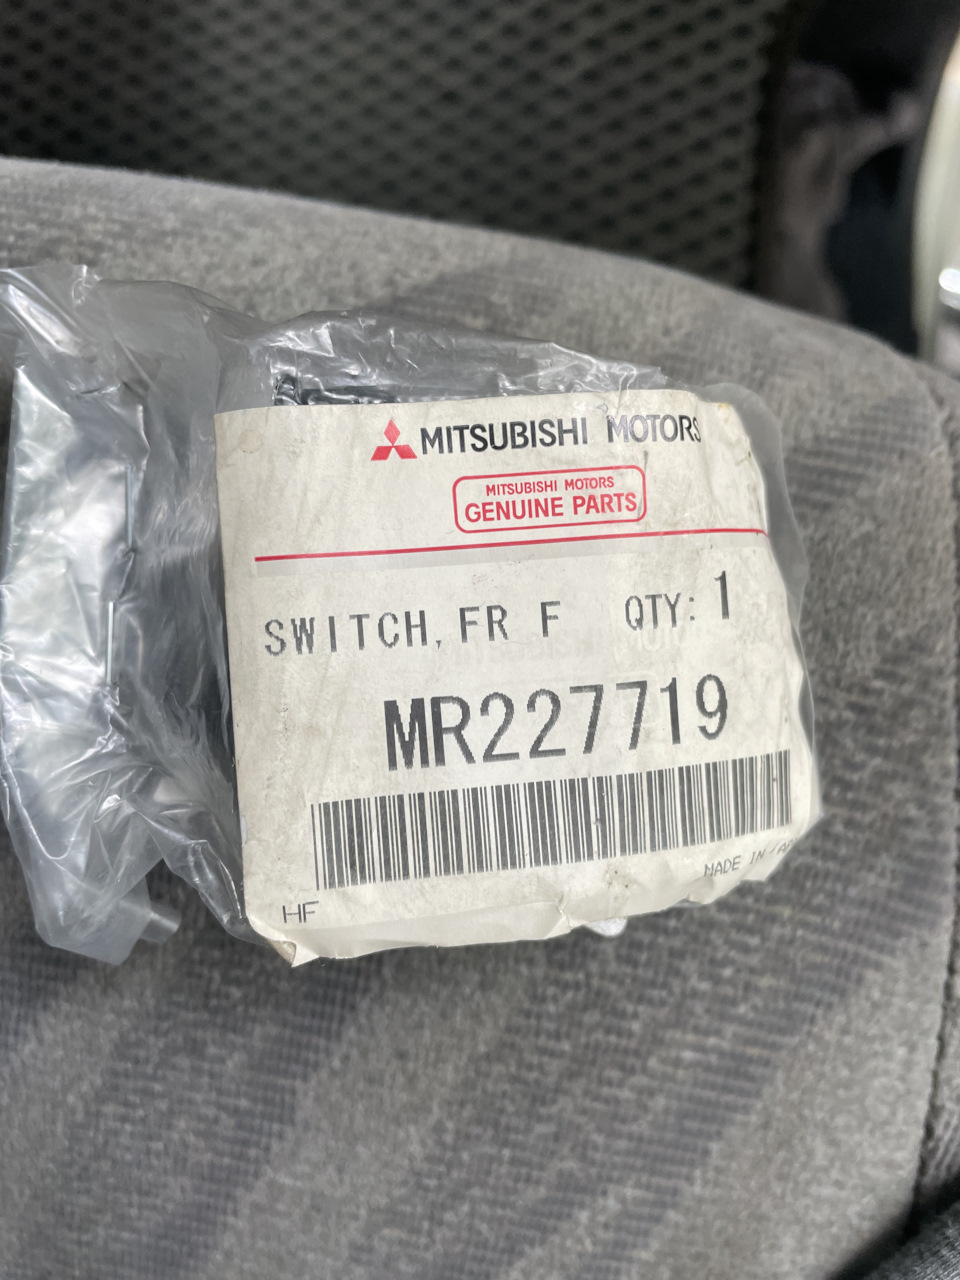 MITSUBISHI MOTORS
MITSUBISHI MOTORS
GENUINE PARTS
SWITCH, FR F QTY: 1
MR227719
MADE IN
HF